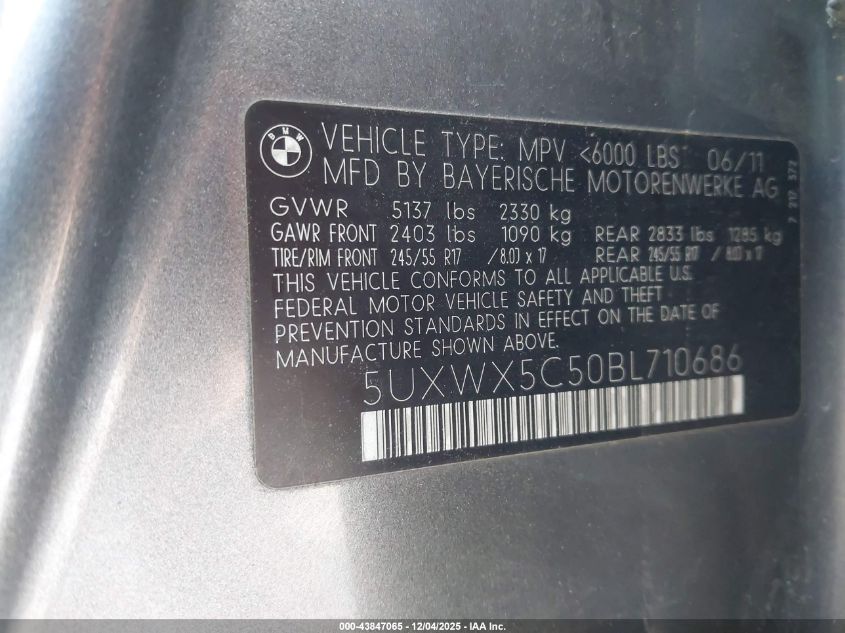 BMW
VEHICLE TYPE: MPV <6000 LBS 06/11
MFD BY BAYERISCHE MOTORENWERKE AG
GVWR 5137 lbs 2330 kg
GAWR FRONT 2403 lbs 1090 kg REAR 2833 lbs 1285 kg
TIRE/RIM FRONT 245/55 R17 /8.0J x 17 REAR 245/55 R17 / 8.0J x 17
THIS VEHICLE CONFORMS TO ALL APPLICABLE U.S.
FEDERAL MOTOR VEHICLE SAFETY AND THEFT
PREVENTION STANDARDS IN EFFECT ON THE DATE OF
MANUFACTURE SHOWN ABOVE.
5UXWX5C50BL710686
000-43847065 - 12/04/2025 - IAA Inc.